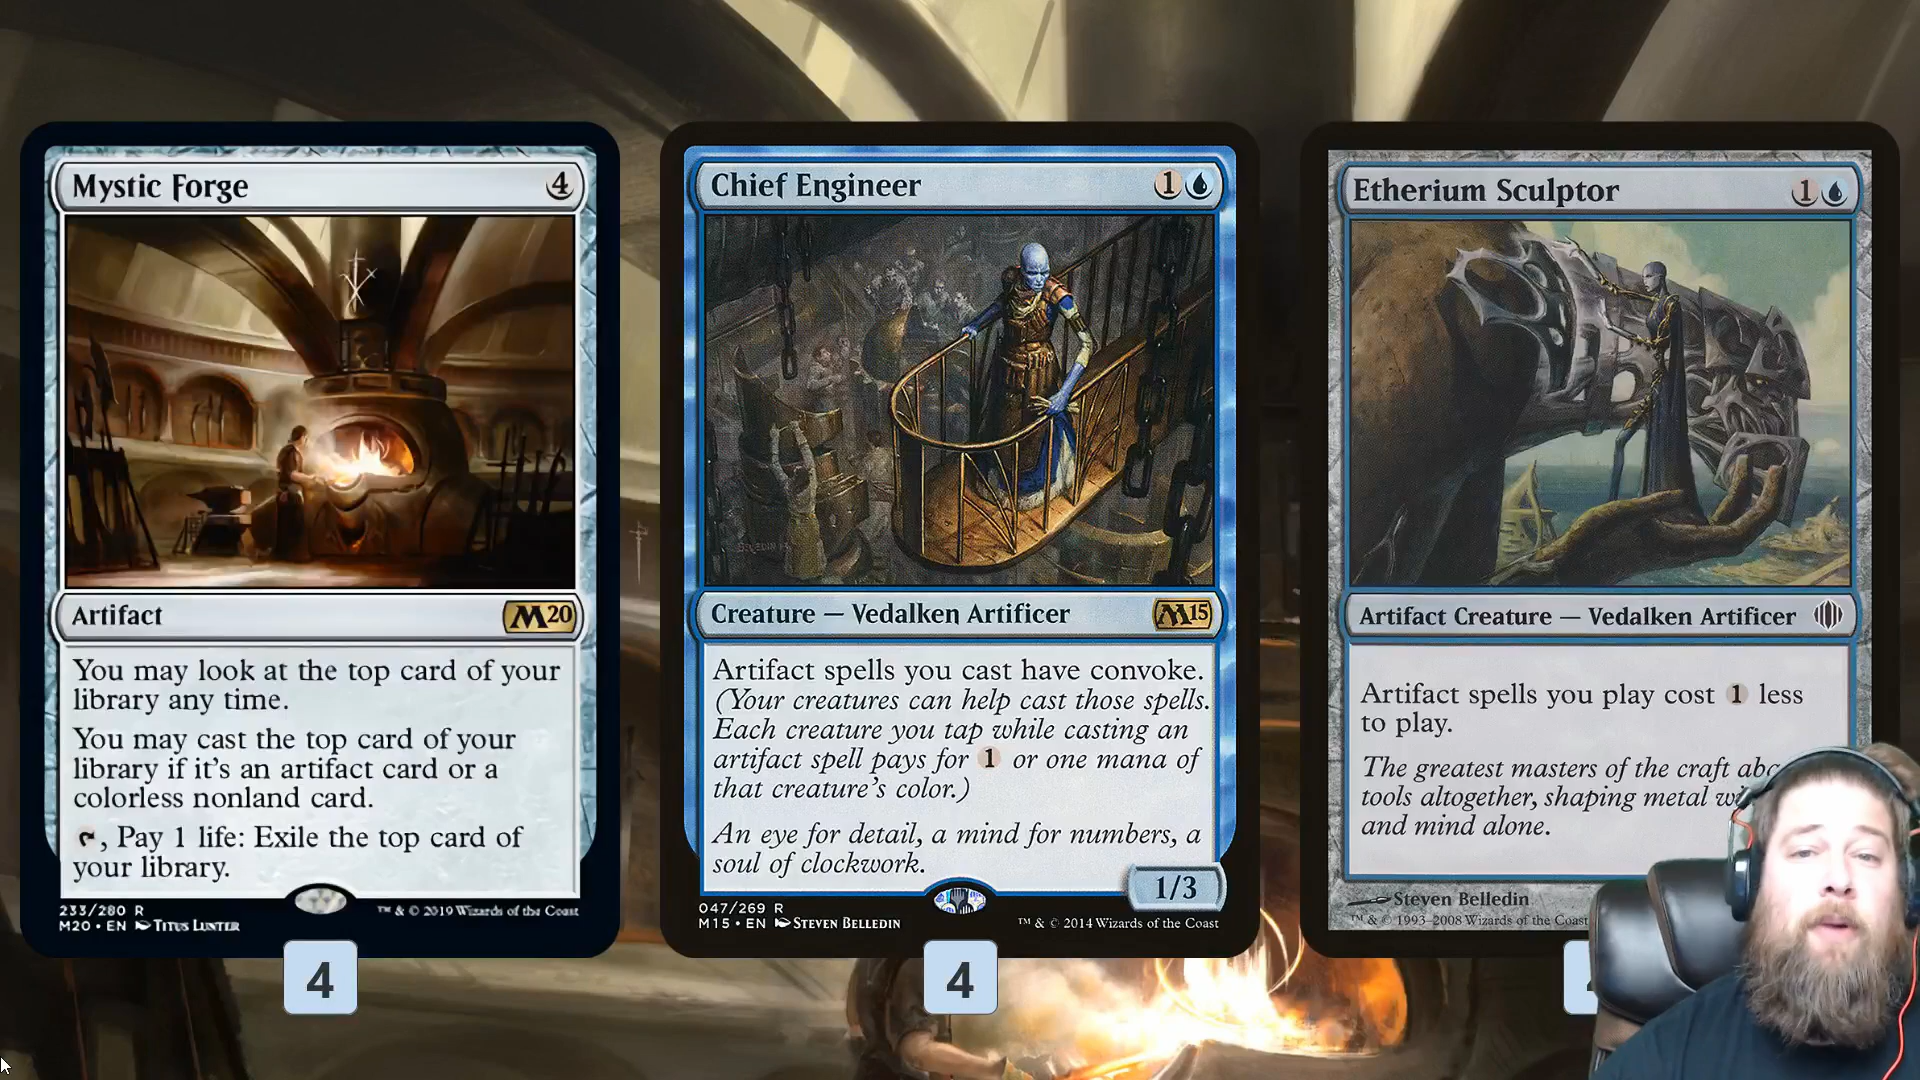 Mystic Forge 4
Artifact M20
You may look at the top card of your
library any time.
You may cast the top card of your
library if it's an artifact card or a
colorless nonland card.
, Pay 1 life: Exile the top card of
your library.
233/280 R
M20 • EN Titus Lunter
™ & © 2019 Wizards of the Coast
4
Chief Engineer 1
Creature — Vedalken Artificer M15
Artifact spells you cast have convoke.
(Your creatures can help cast those spells.
Each creature you tap while casting an
artifact spell pays for 1 or one mana of
that creature's color.)
An eye for detail, a mind for numbers, a
soul of clockwork.
1/3
047/269 R
M15 • EN Steven Belledin
™ & © 2014 Wizards of the Coast
4
Etherium Sculptor 1
Artifact Creature — Vedalken Artificer
Artifact spells you play cost 1 less
to play.
The greatest masters of the craft
tools altogether, shaping metal
and mind alone.
Steven Belledin
™ & © 1993–2008 Wizards of the Coast